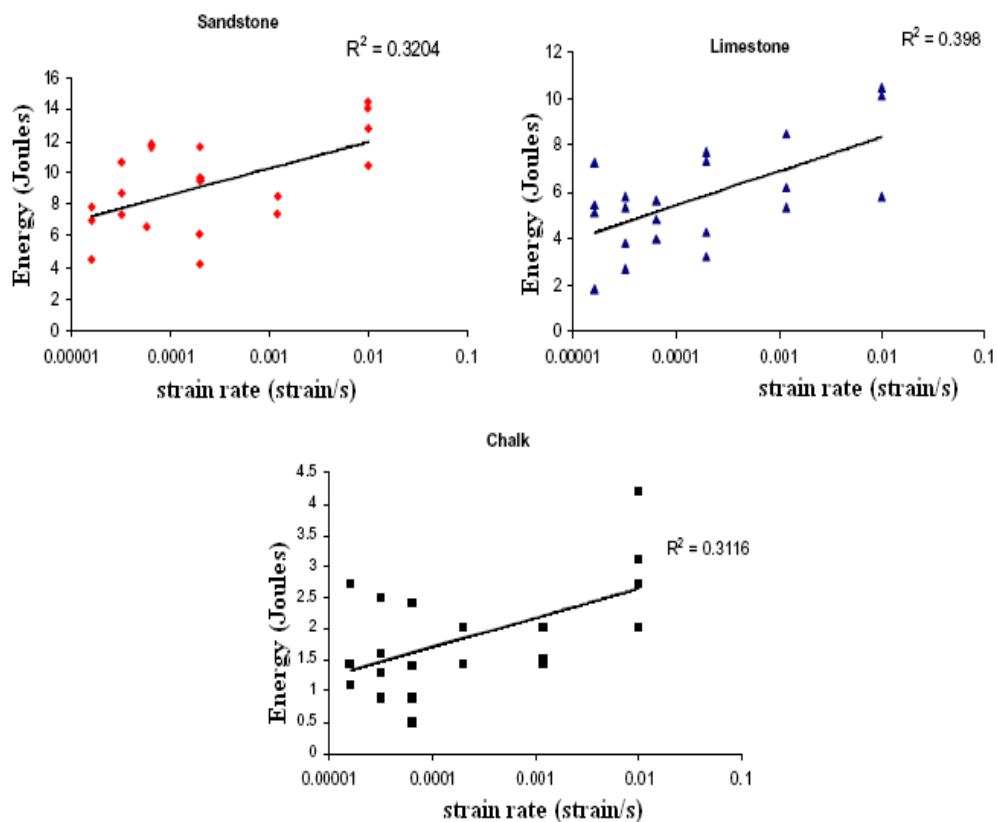 Sandstone
R² = 0.3204
Energy (Joules)
16
14
12
10
8
6
4
2
0
0.00001 0.0001 0.001 0.01 0.1
strain rate (strain/s)
Limestone
R² = 0.398
Energy (Joules)
12
10
8
6
4
2
0
0.00001 0.0001 0.001 0.01 0.1
strain rate (strain/s)
Chalk
R² = 0.3116
Energy (Joules)
4.5
4
3.5
3
2.5
2
1.5
1
0.5
0
0.00001 0.0001 0.001 0.01 0.1
strain rate (strain/s)